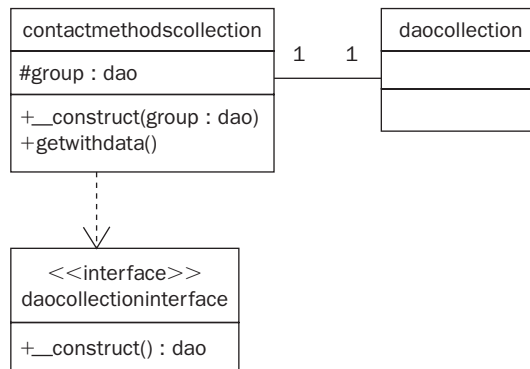 contactmethodscollection
#group : dao
+__construct(group : dao)
+getwithdata()
1 1
daocollection
<<interface>>
daocollectioninterface
+__construct() : dao